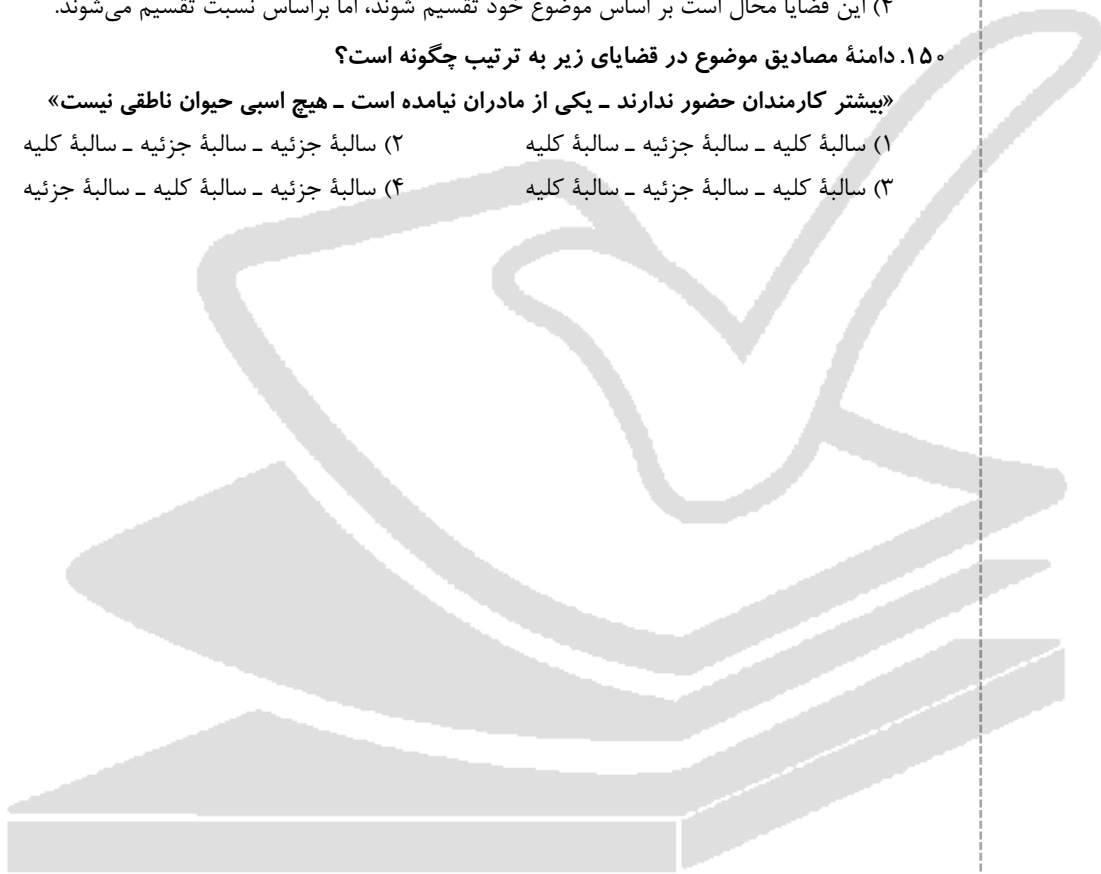 ۴) این قضایا محال است بر اساس موضوع خود تقسیم شوند، اما براساس نسبت تقسیم می‌شوند.
۱۵۰. دامنهٔ مصادیق موضوع در قضایای زیر به ترتیب چگونه است؟
«بیشتر کارمندان حضور ندارند ـ یکی از مادران نیامده است ـ هیچ اسبی حیوان ناطقی نیست»
۱) سالبهٔ کلیه ـ سالبهٔ جزئیه ـ سالبهٔ کلیه ۲) سالبهٔ جزئیه ـ سالبهٔ جزئیه ـ سالبهٔ کلیه
۳) سالبهٔ کلیه ـ سالبهٔ جزئیه ـ سالبهٔ کلیه ۴) سالبهٔ جزئیه ـ سالبهٔ کلیه ـ سالبهٔ جزئیه